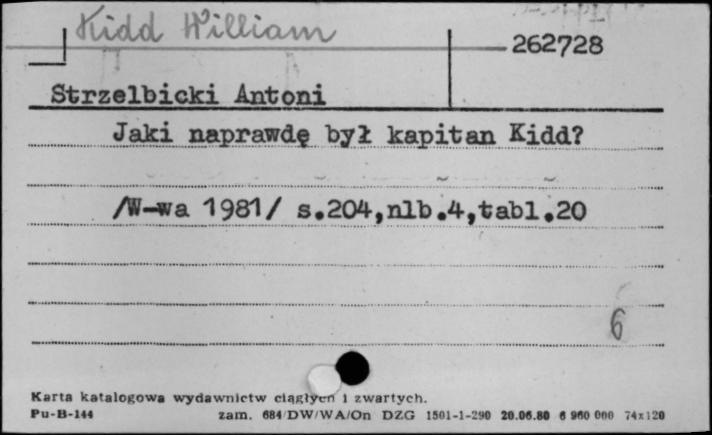 Kidd William
262728
Strzelbicki Antoni
Jaki naprawdę był kapitan Kidd?
/W-wa 1981/ s.204,nlb.4,tabl.20
6
Karta katalogowa wydawnictw ciągłych i zwartych.
Pu-B-144 zam. 684/DW/WA/On DZG 1501-1-290 20.06.80 6 960 000 74x120